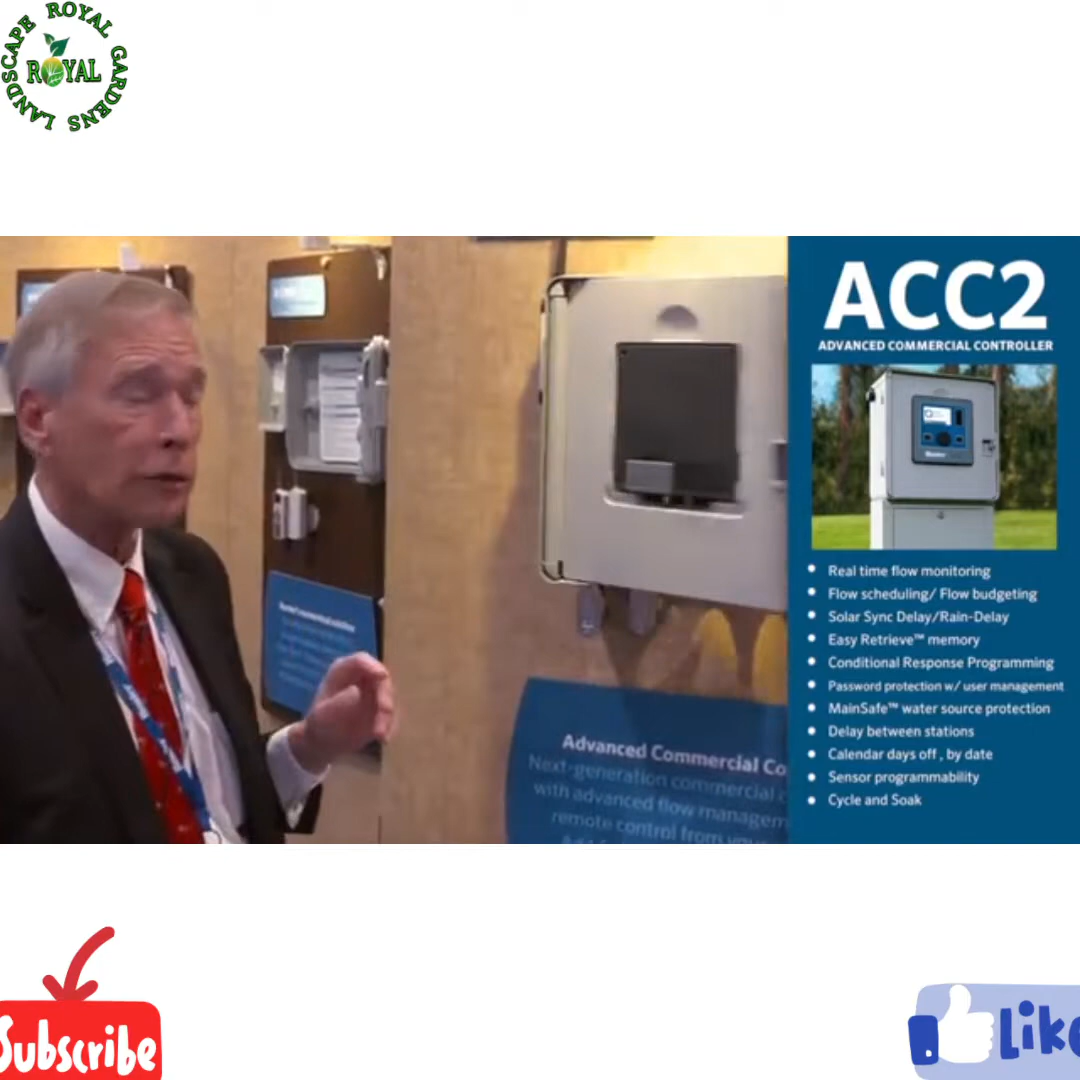 LANDSCAPE ROYAL GARDENS
ROYAL
ACC2
ADVANCED COMMERCIAL CONTROLLER
Real time flow monitoring
Flow scheduling/ Flow budgeting
Solar Sync Delay/Rain-Delay
Easy Retrieve™ memory
Conditional Response Programming
Password protection w/ user management
MainSafe™ water source protection
Delay between stations
Calendar days off , by date
Sensor programmability
Cycle and Soak
Advanced Commercial Co
Next-generation commercial c
with advanced flow managem
remote control from your
Subscribe
Like